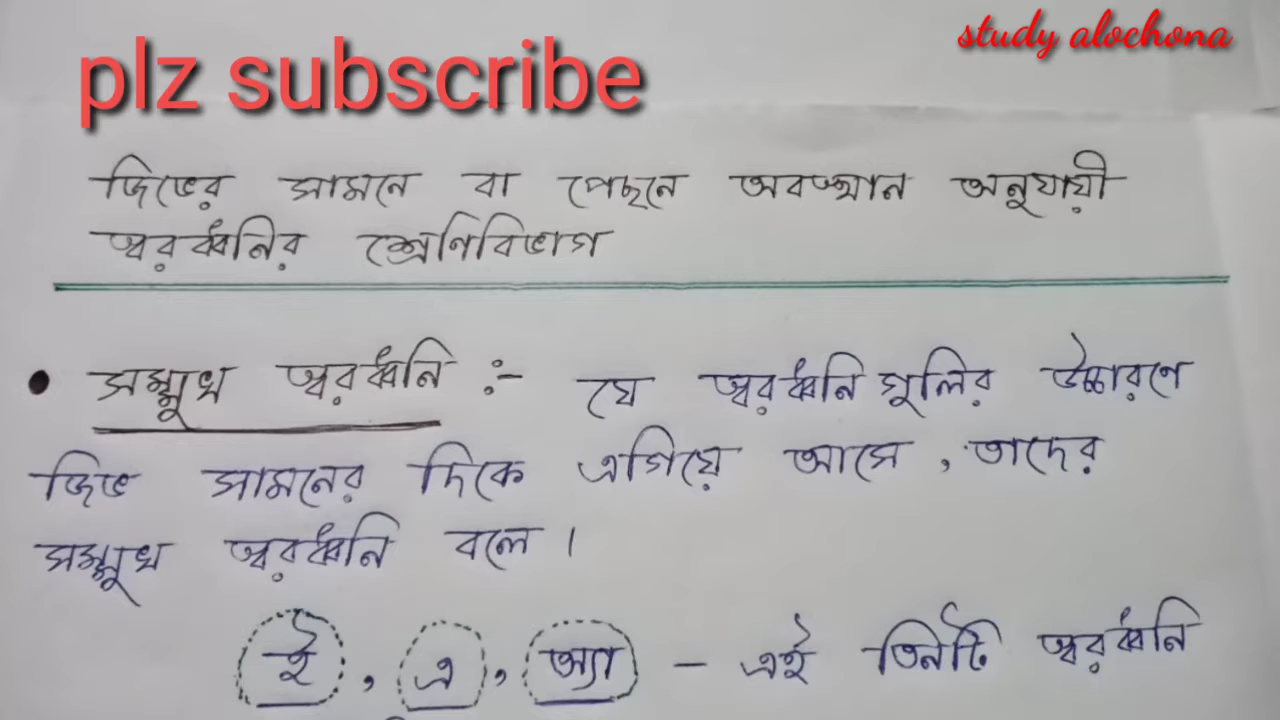 study alochona
plz subscribe
জিভের সামনে বা পেছনে অবস্থান অনুযায়ী
স্বরধ্বনির শ্রেণিবিভাগ
• সম্মুখ স্বরধ্বনি :- যে স্বরধ্বনি গুলির উচ্চারণে
জিভ সামনের দিকে এগিয়ে আসে , তাদের
সম্মুখ স্বরধ্বনি বলে ।
ই , এ , অ্যা – এই তিনটি স্বরধ্বনি